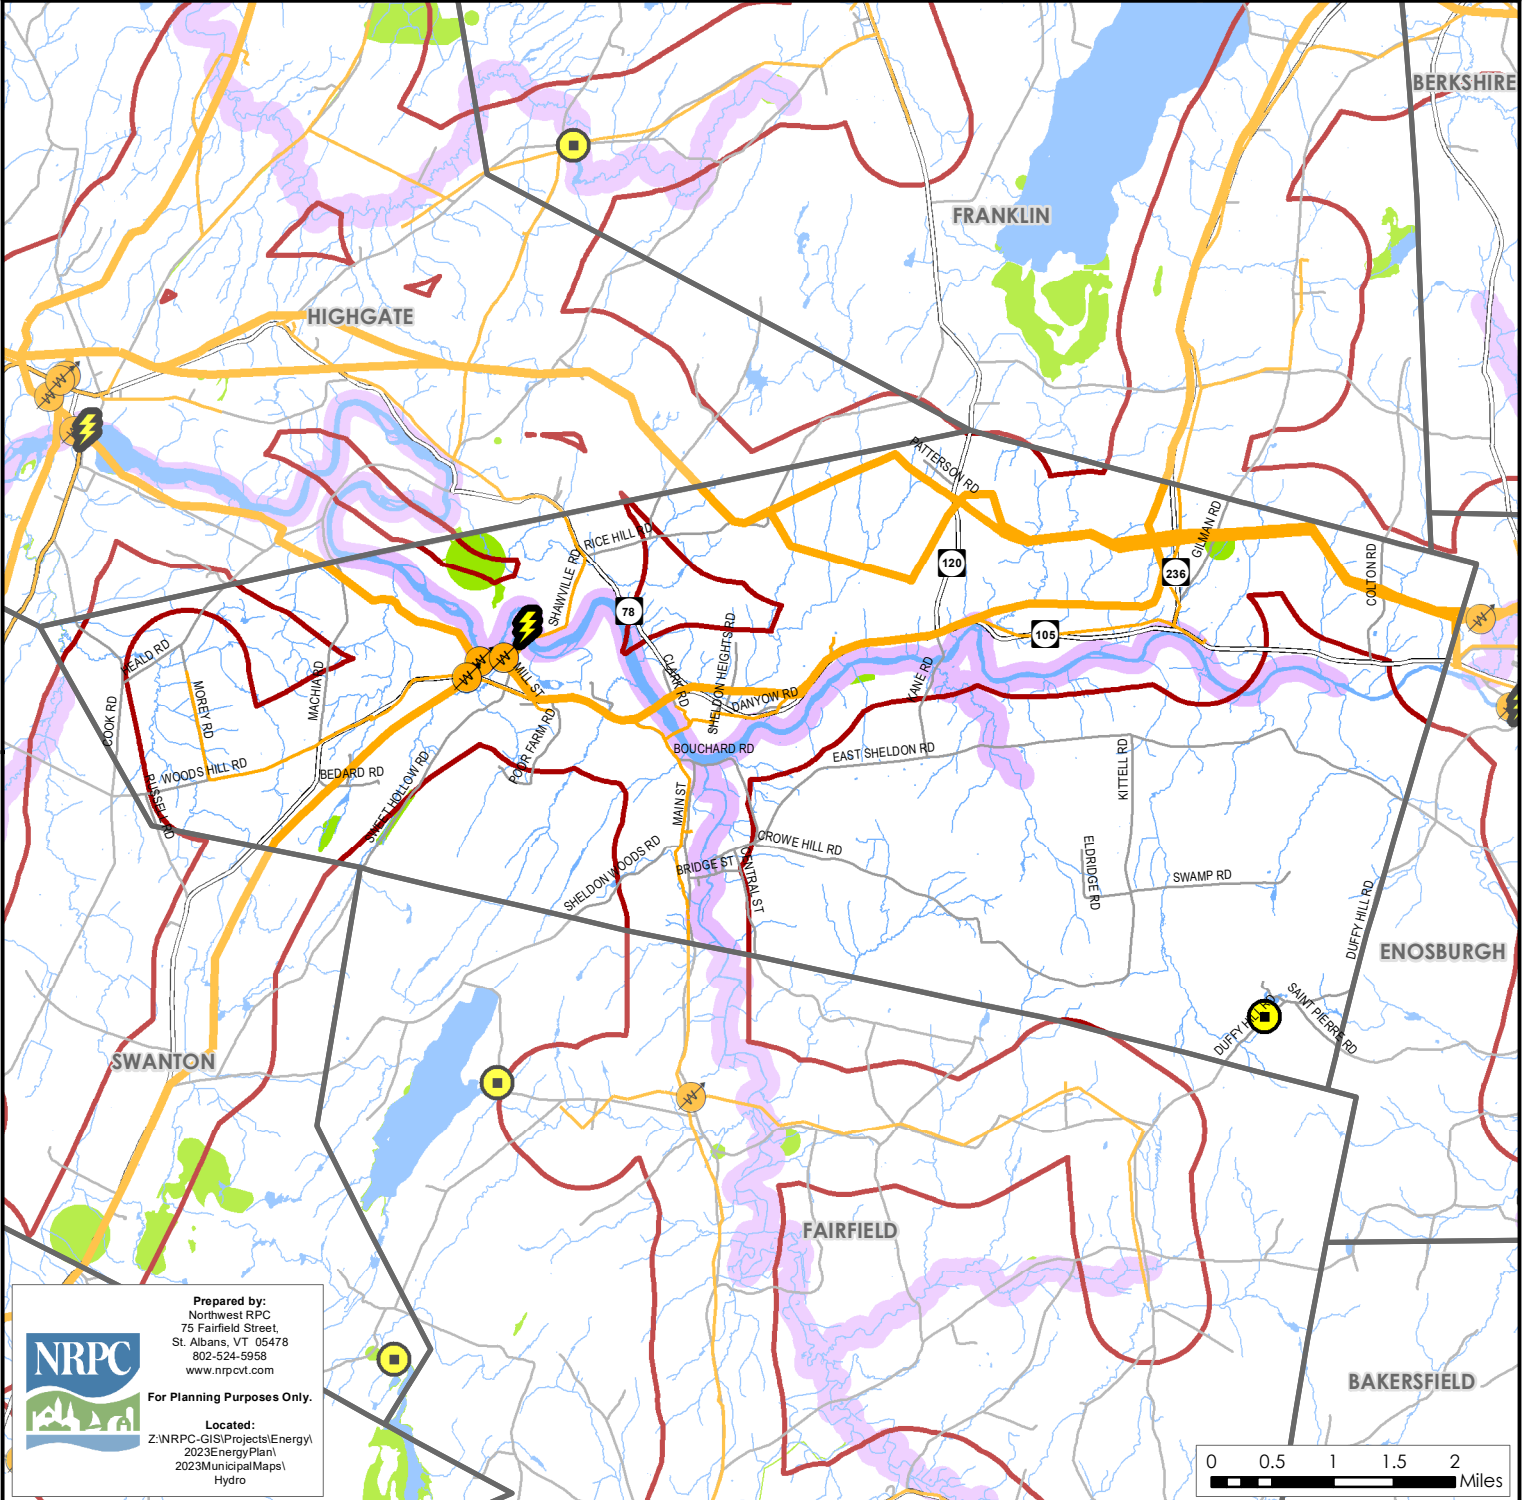 BERKSHIRE
FRANKLIN
HIGHGATE
PATTERSON RD
GILMAN RD
COLTON RD
RICE HILL RD
SHAWVILLE RD
120
236
78
105
HEALD RD
MOREY RD
MACHIA RD
COOK RD
MILL ST
CLARK RD
SHELDON HEIGHTS RD
DANYOW RD
KANE RD
POOR FARM RD
BOUCHARD RD
EAST SHELDON RD
KITTELL RD
WOODS HILL RD
BEDARD RD
RUSSELL RD
SWEET HOLLOW RD
MAIN ST
CROWE HILL RD
SHELDON WOODS RD
BRIDGE ST
CENTRAL ST
ELDRIDGE RD
SWAMP RD
DUFFY HILL RD
ENOSBURGH
SAINT PIERRE RD
DUFFY HILL RD
SWANTON
FAIRFIELD
BAKERSFIELD
W
W
W
W
W
W
W
W
NRPC
Prepared by:
Northwest RPC
75 Fairfield Street,
St. Albans, VT 05478
802-524-5958
www.nrpcvt.com
For Planning Purposes Only.
Located:
Z:\NRPC-GIS\Projects\Energy\
2023EnergyPlan\
2023MunicipalMaps\
Hydro
0 0.5 1 1.5 2
Miles